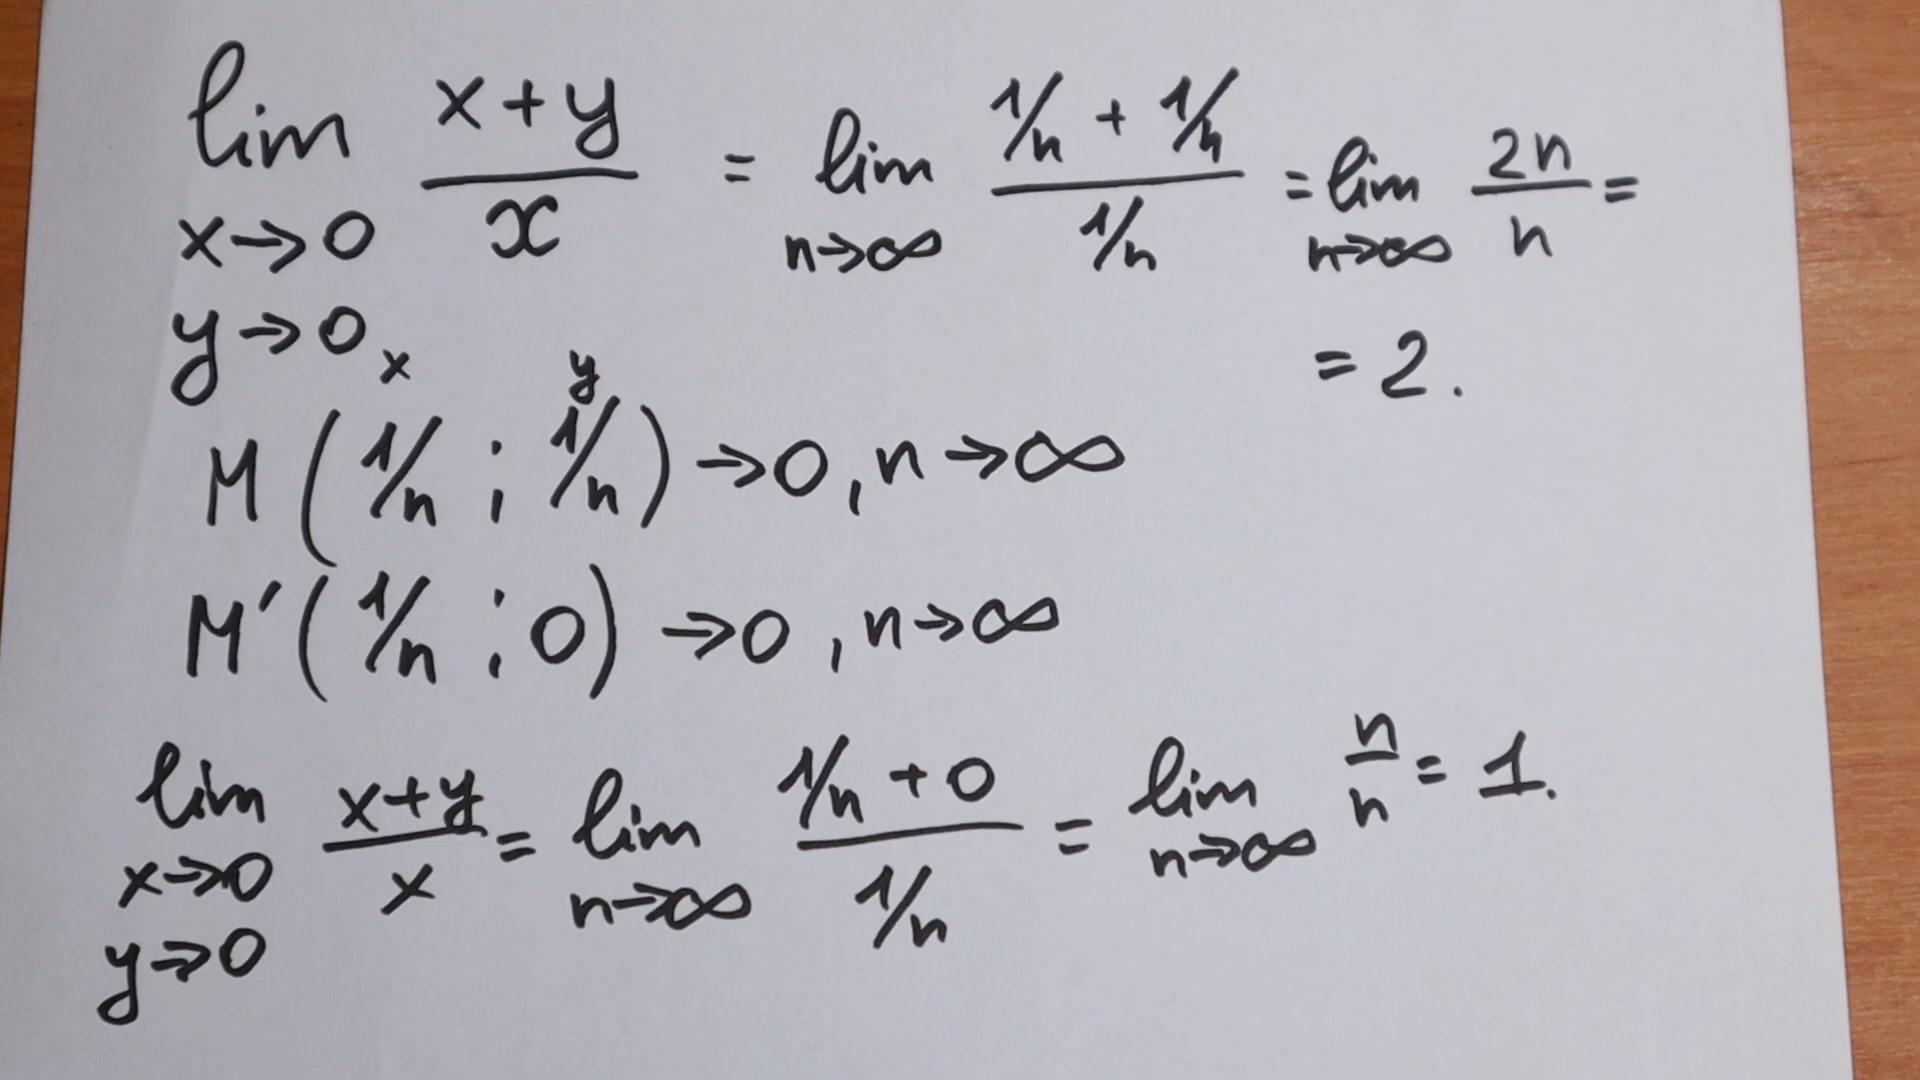 lim x+y/x = lim 1/n + 1/n / 1/n = lim 2n/n =
x→0 n→∞ n→∞
y→0 = 2.
x y
M (1/n ; 1/n) → 0, n → ∞
M' (1/n ; 0) → 0, n → ∞
lim x+y/x = lim 1/n + 0 / 1/n = lim n/n = 1.
x→0 n→∞ n→∞
y→0